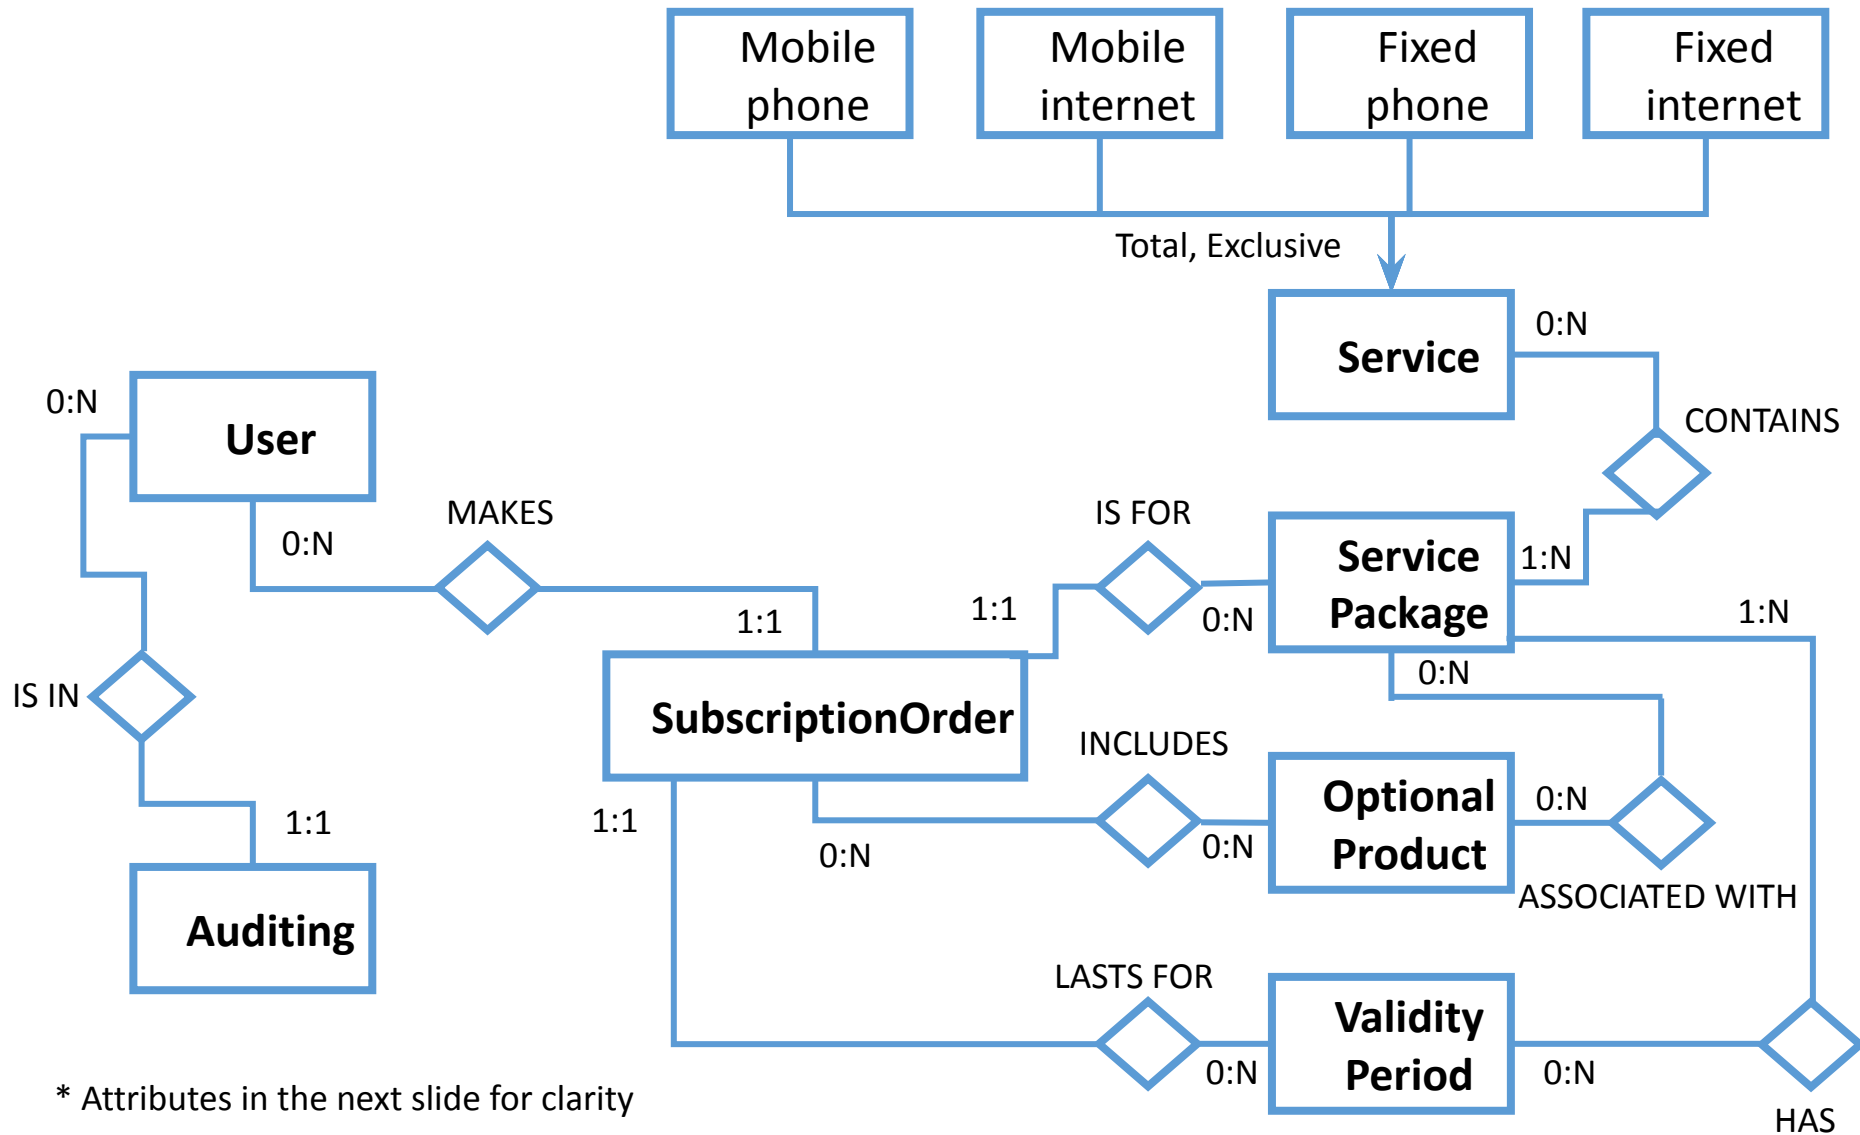 Mobile
phone
Mobile
internet
Fixed
phone
Fixed
internet
Total, Exclusive
Service
0:N
CONTAINS
0:N
User
0:N
MAKES
1:1
IS FOR
1:1
0:N
Service
Package
1:N
1:N
0:N
IS IN
SubscriptionOrder
INCLUDES
1:1
0:N
0:N
Optional
Product
0:N
ASSOCIATED WITH
1:1
Auditing
LASTS FOR
0:N
Validity
Period
0:N
HAS
* Attributes in the next slide for clarity